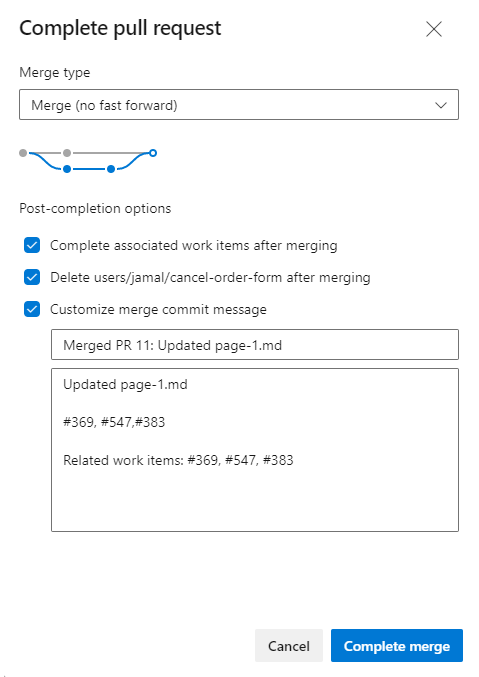 Complete pull request
Merge type
Merge (no fast forward)
Post-completion options
Complete associated work items after merging
Delete users/jamal/cancel-order-form after merging
Customize merge commit message
Merged PR 11: Updated page-1.md
Updated page-1.md
#369, #547,#383
Related work items: #369, #547, #383
Cancel
Complete merge